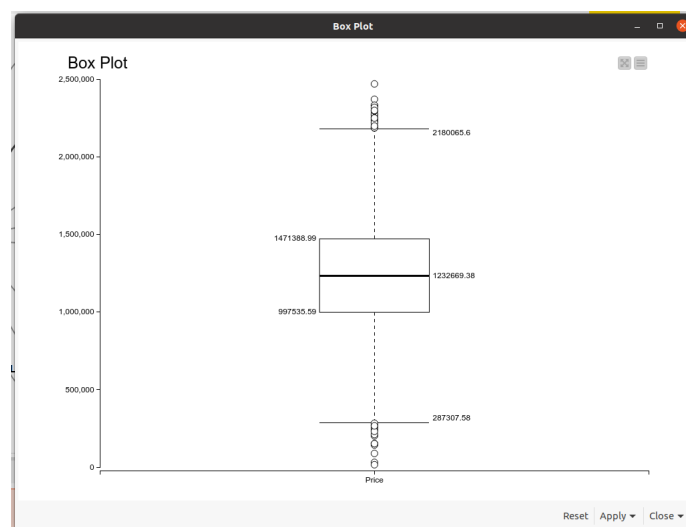 Box Plot
Box Plot
2,500,000
2180065.6
2,000,000
1,500,000
1471388.99
1232669.38
1,000,000
997535.59
500,000
287307.58
0
Price
Reset Apply Close